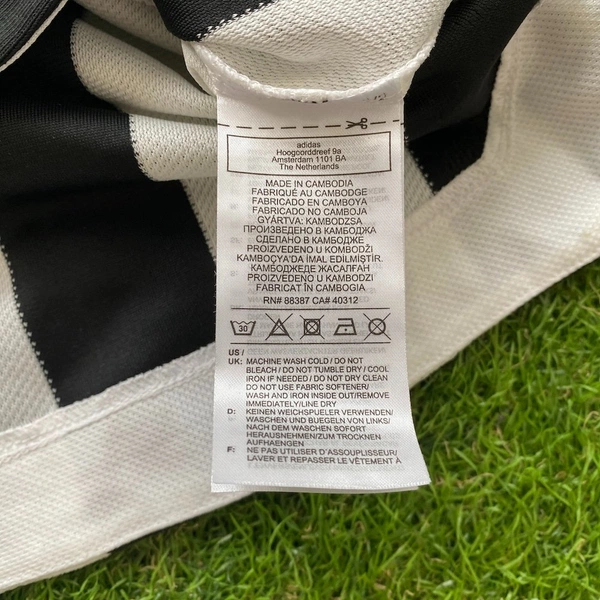 adidas
Hoogoorddreef 9a
Amsterdam 1101 BA
The Netherlands
MADE IN CAMBODIA
FABRIQUÉ AU CAMBODGE
FABRICADO EN CAMBOYA
FABRICADO NO CAMBOJA
GYÁRTVA: KAMBODZSA
ПРОИЗВЕДЕНО В КАМБОДЖА
СДЕЛАНО В КАМБОДЖЕ
PROIZVEDENO U KOMBODŽI
KAMBOÇYA'DA İMAL EDİLMİŞTİR.
КАМБОДЖЕДЕ ЖАСАЛҒАН
PROIZVEDENO U KAMBODŽI
FABRICAT ÎN CAMBOGIA
RN# 88387 CA# 40312
30
US /
UK: MACHINE WASH COLD / DO NOT
BLEACH / DO NOT TUMBLE DRY / COOL
IRON IF NEEDED / DO NOT DRY CLEAN
DO NOT USE FABRIC SOFTENER/
WASH AND IRON INSIDE OUT/REMOVE
IMMEDIATELY/LINE DRY
D: KEINEN WEICHSPUELER VERWENDEN/
WASCHEN UND BUEGELN VON LINKS/
NACH DEM WASCHEN SOFORT
HERAUSNEHMEN/ZUM TROCKNEN
AUFHAENGEN
F: NE PAS UTILISER D'ASSOUPLISSEUR/
LAVER ET REPASSER LE VÊTEMENT À